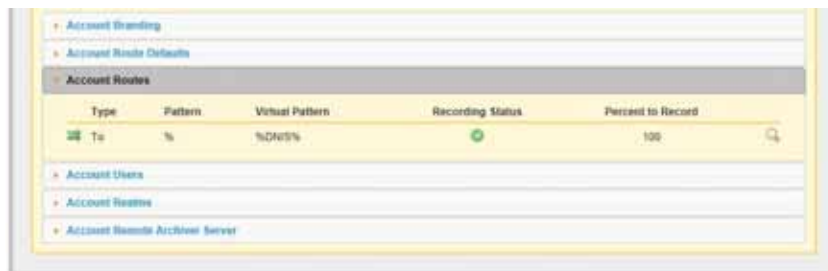 Account Branding
Account Route Defaults
Account Routes
Type Pattern Virtual Pattern Recording Status Percent to Record
To % %DNIS% 100
Account Users
Account Realms
Account Remote Archiver Server